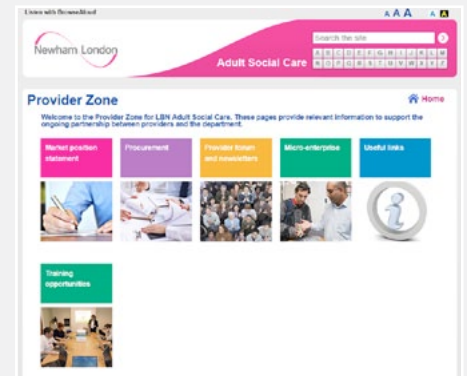 Listen with BrowseAloud
A A A A A
Search the site
Newham London
A B C D E F G H I J K L M
N O P Q R S T U V W X Y Z
Adult Social Care
Provider Zone
Home
Welcome to the Provider Zone for LBN Adult Social Care. These pages provide relevant information to support the
ongoing partnership between providers and the department.
Market position
statement
Procurement
Provider forum
and newsletters
Micro-enterprise
Useful links
Training
opportunities